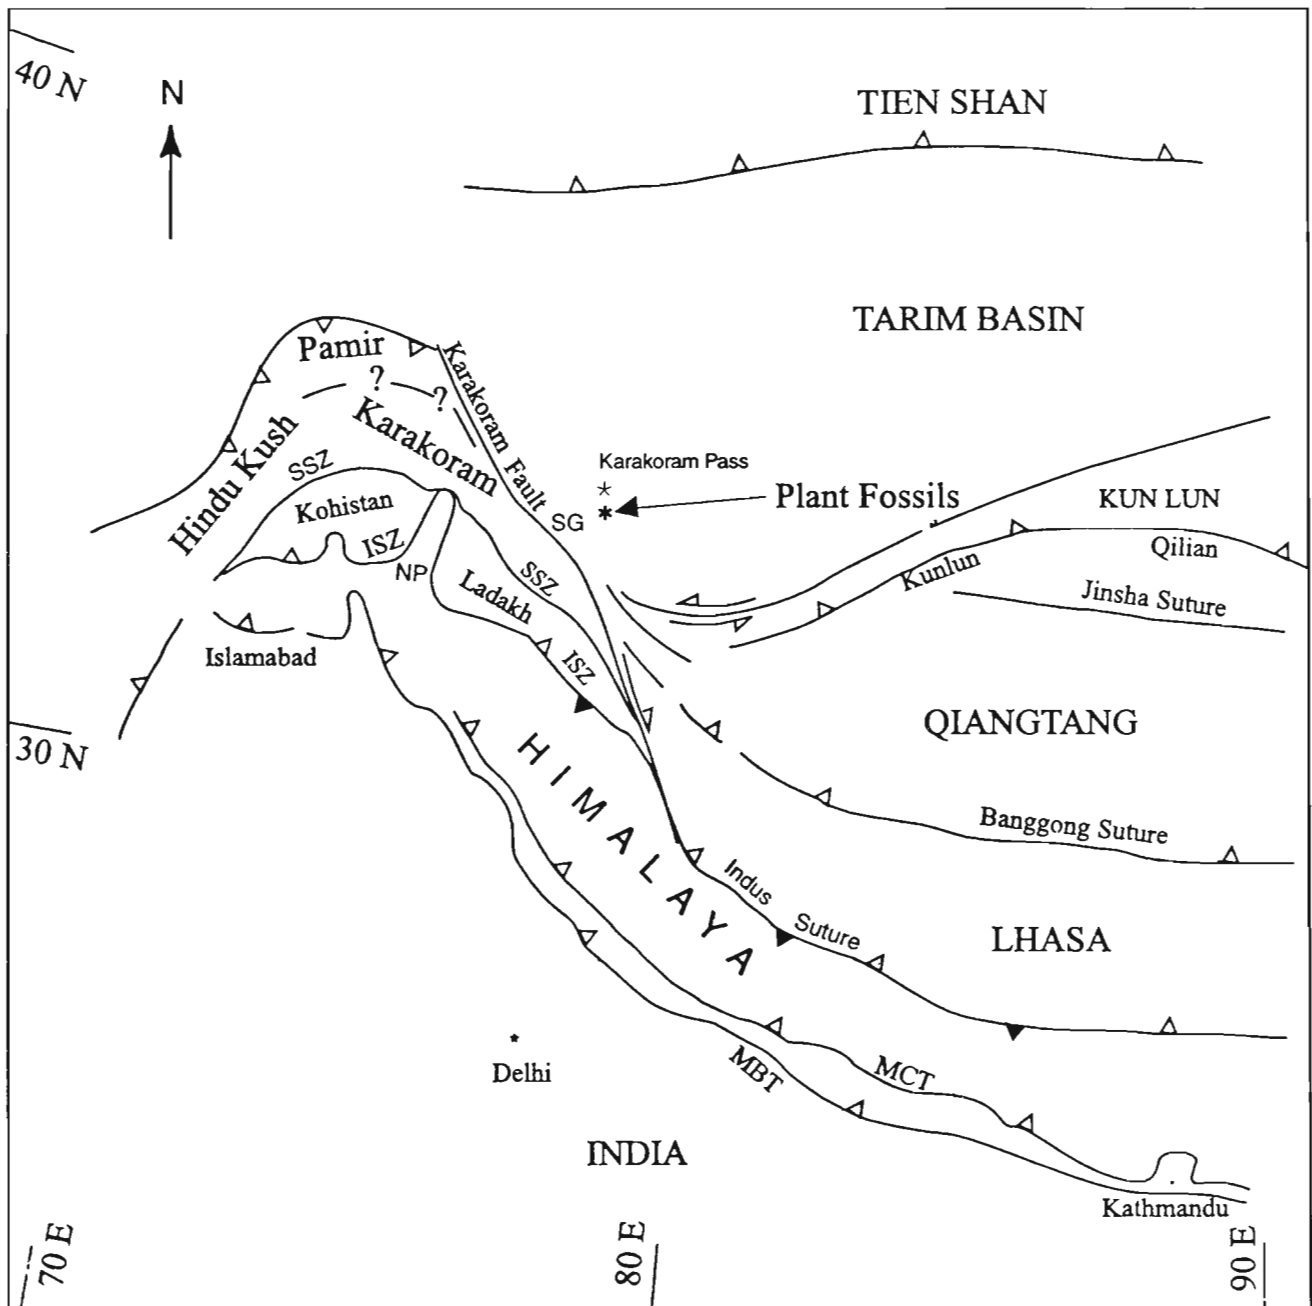 40 N
N
TIEN SHAN
TARIM BASIN
Pamir
?
?
Karakoram Fault
Karakoram
Hindu Kush
SSZ
Kohistan
ISZ
NP
Karakoram Pass
Plant Fossils
SG
KUN LUN
Qilian
Kunlun
Jinsha Suture
SSZ
Ladakh
ISZ
Islamabad
30 N
QIANGTANG
HIMALAYA
Banggong Suture
Indus Suture
LHASA
Delhi
MBT
MCT
INDIA
Kathmandu
70 E
80 E
90 E